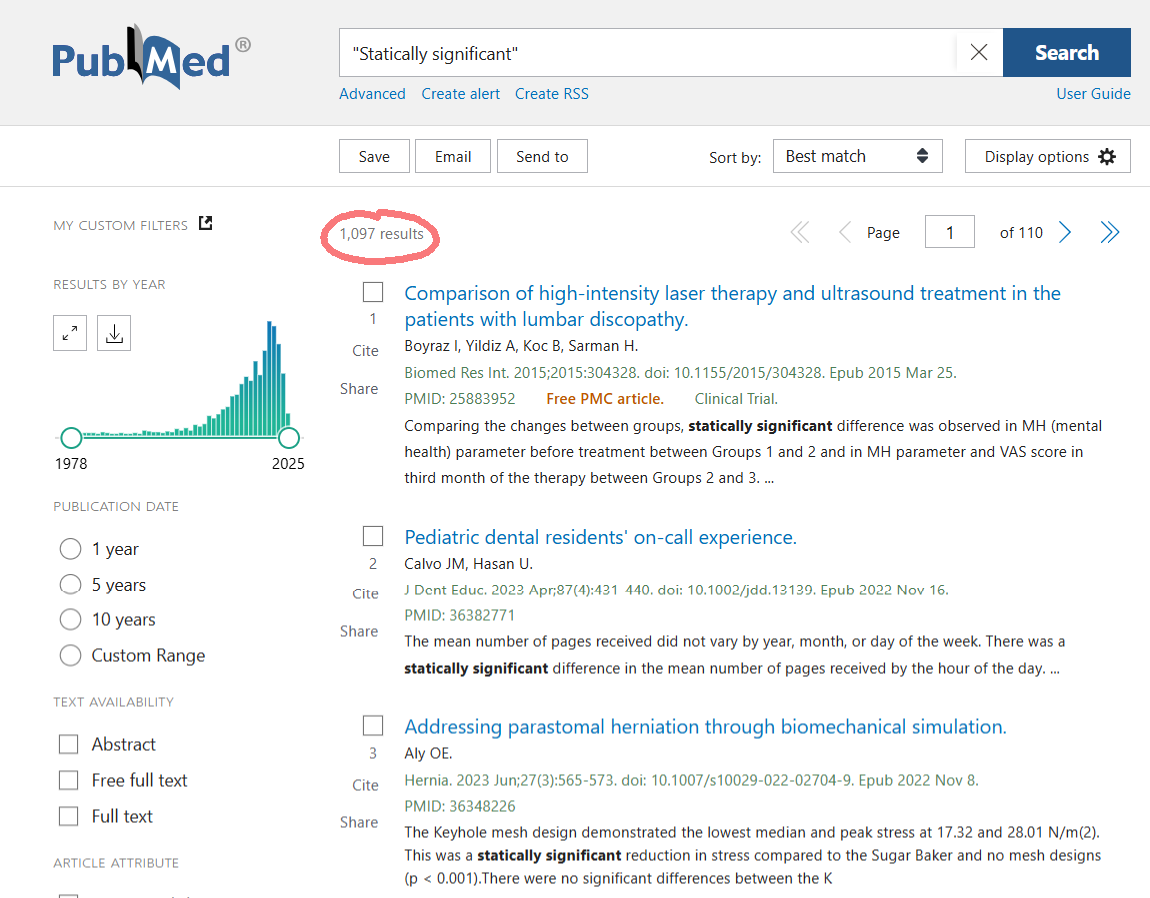 PubMed®
"Statically significant"
Search
Advanced Create alert Create RSS
User Guide
Save Email Send to
Sort by: Best match
Display options
MY CUSTOM FILTERS
RESULTS BY YEAR
1978 2025
PUBLICATION DATE
1 year
5 years
10 years
Custom Range
TEXT AVAILABILITY
Abstract
Free full text
Full text
ARTICLE ATTRIBUTE
1,097 results
Page 1 of 110
1
Cite
Share
Comparison of high-intensity laser therapy and ultrasound treatment in the
patients with lumbar discopathy.
Boyraz I, Yildiz A, Koc B, Sarman H.
Biomed Res Int. 2015;2015:304328. doi: 10.1155/2015/304328. Epub 2015 Mar 25.
PMID: 25883952 Free PMC article. Clinical Trial.
Comparing the changes between groups, statically significant difference was observed in MH (mental
health) parameter before treatment between Groups 1 and 2 and in MH parameter and VAS score in
third month of the therapy between Groups 2 and 3. ...
2
Cite
Share
Pediatric dental residents' on-call experience.
Calvo JM, Hasan U.
J Dent Educ. 2023 Apr;87(4):431-440. doi: 10.1002/jdd.13139. Epub 2022 Nov 16.
PMID: 36382771
The mean number of pages received did not vary by year, month, or day of the week. There was a
statically significant difference in the mean number of pages received by the hour of the day. ...
3
Cite
Share
Addressing parastomal herniation through biomechanical simulation.
Aly OE.
Hernia. 2023 Jun;27(3):565-573. doi: 10.1007/s10029-022-02704-9. Epub 2022 Nov 8.
PMID: 36348226
The Keyhole mesh design demonstrated the lowest median and peak stress at 17.32 and 28.01 N/m(2).
This was a statically significant reduction in stress compared to the Sugar Baker and no mesh designs
(p < 0.001).There were no significant differences between the K